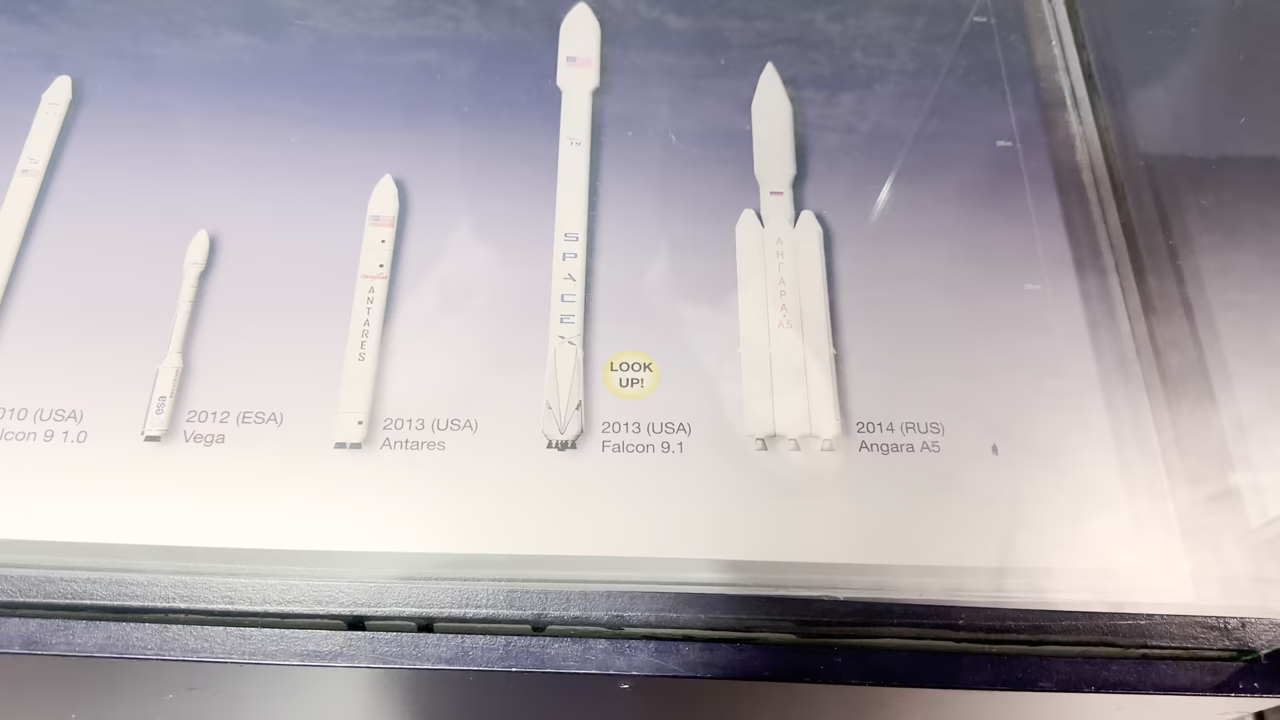 010 (USA)
lcon 9 1.0
esa
2012 (ESA)
Vega
ANTARES
2013 (USA)
Antares
SPACEX
LOOK
UP!
2013 (USA)
Falcon 9.1
АНГАРА·А5
2014 (RUS)
Angara A5